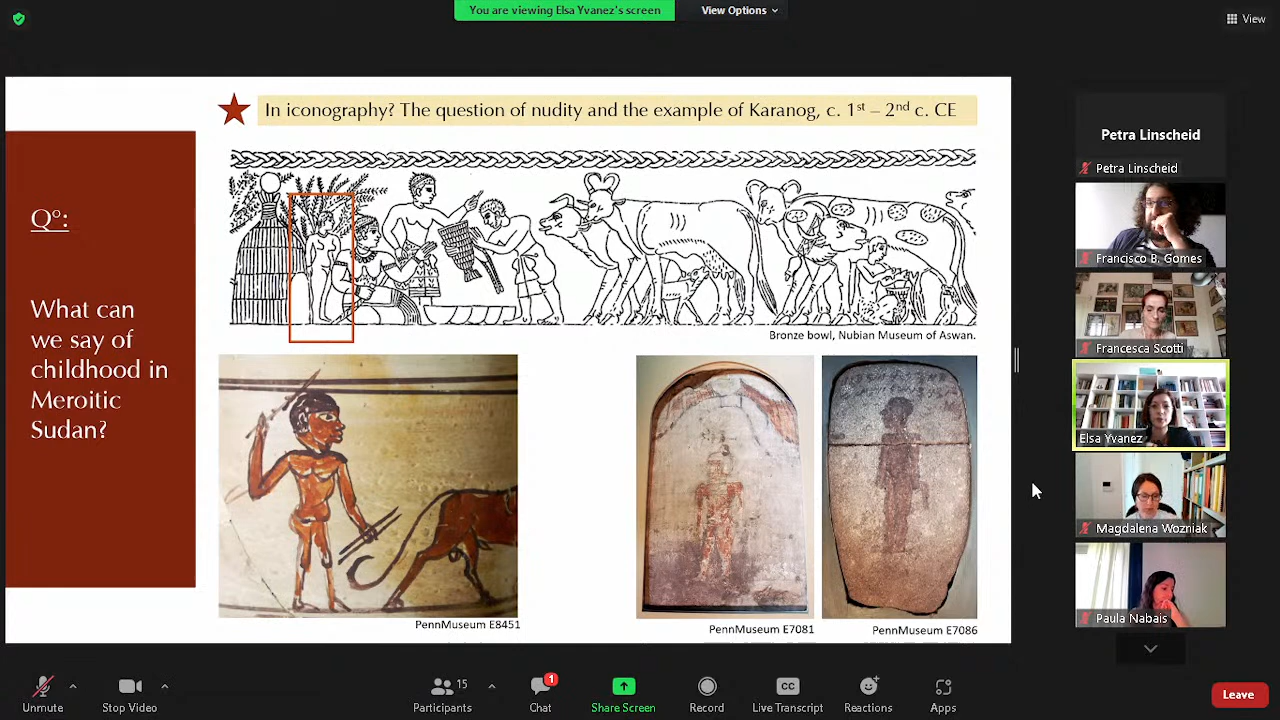 You are viewing Elsa Yvanez's screen
View Options
View
In iconography? The question of nudity and the example of Karanog, c. 1st – 2nd c. CE
Q°:
What can
we say of
childhood in
Meroitic
Sudan?
Bronze bowl, Nubian Museum of Aswan.
PennMuseum E8451
PennMuseum E7081
PennMuseum E7086
Petra Linscheid
Petra Linscheid
Francisco B. Gomes
Francesca Scotti
Elsa Yvanez
Magdalena Wozniak
Paula Nabais
Unmute
Stop Video
15
Participants
1
Chat
Share Screen
Record
CC
Live Transcript
Reactions
Apps
Leave